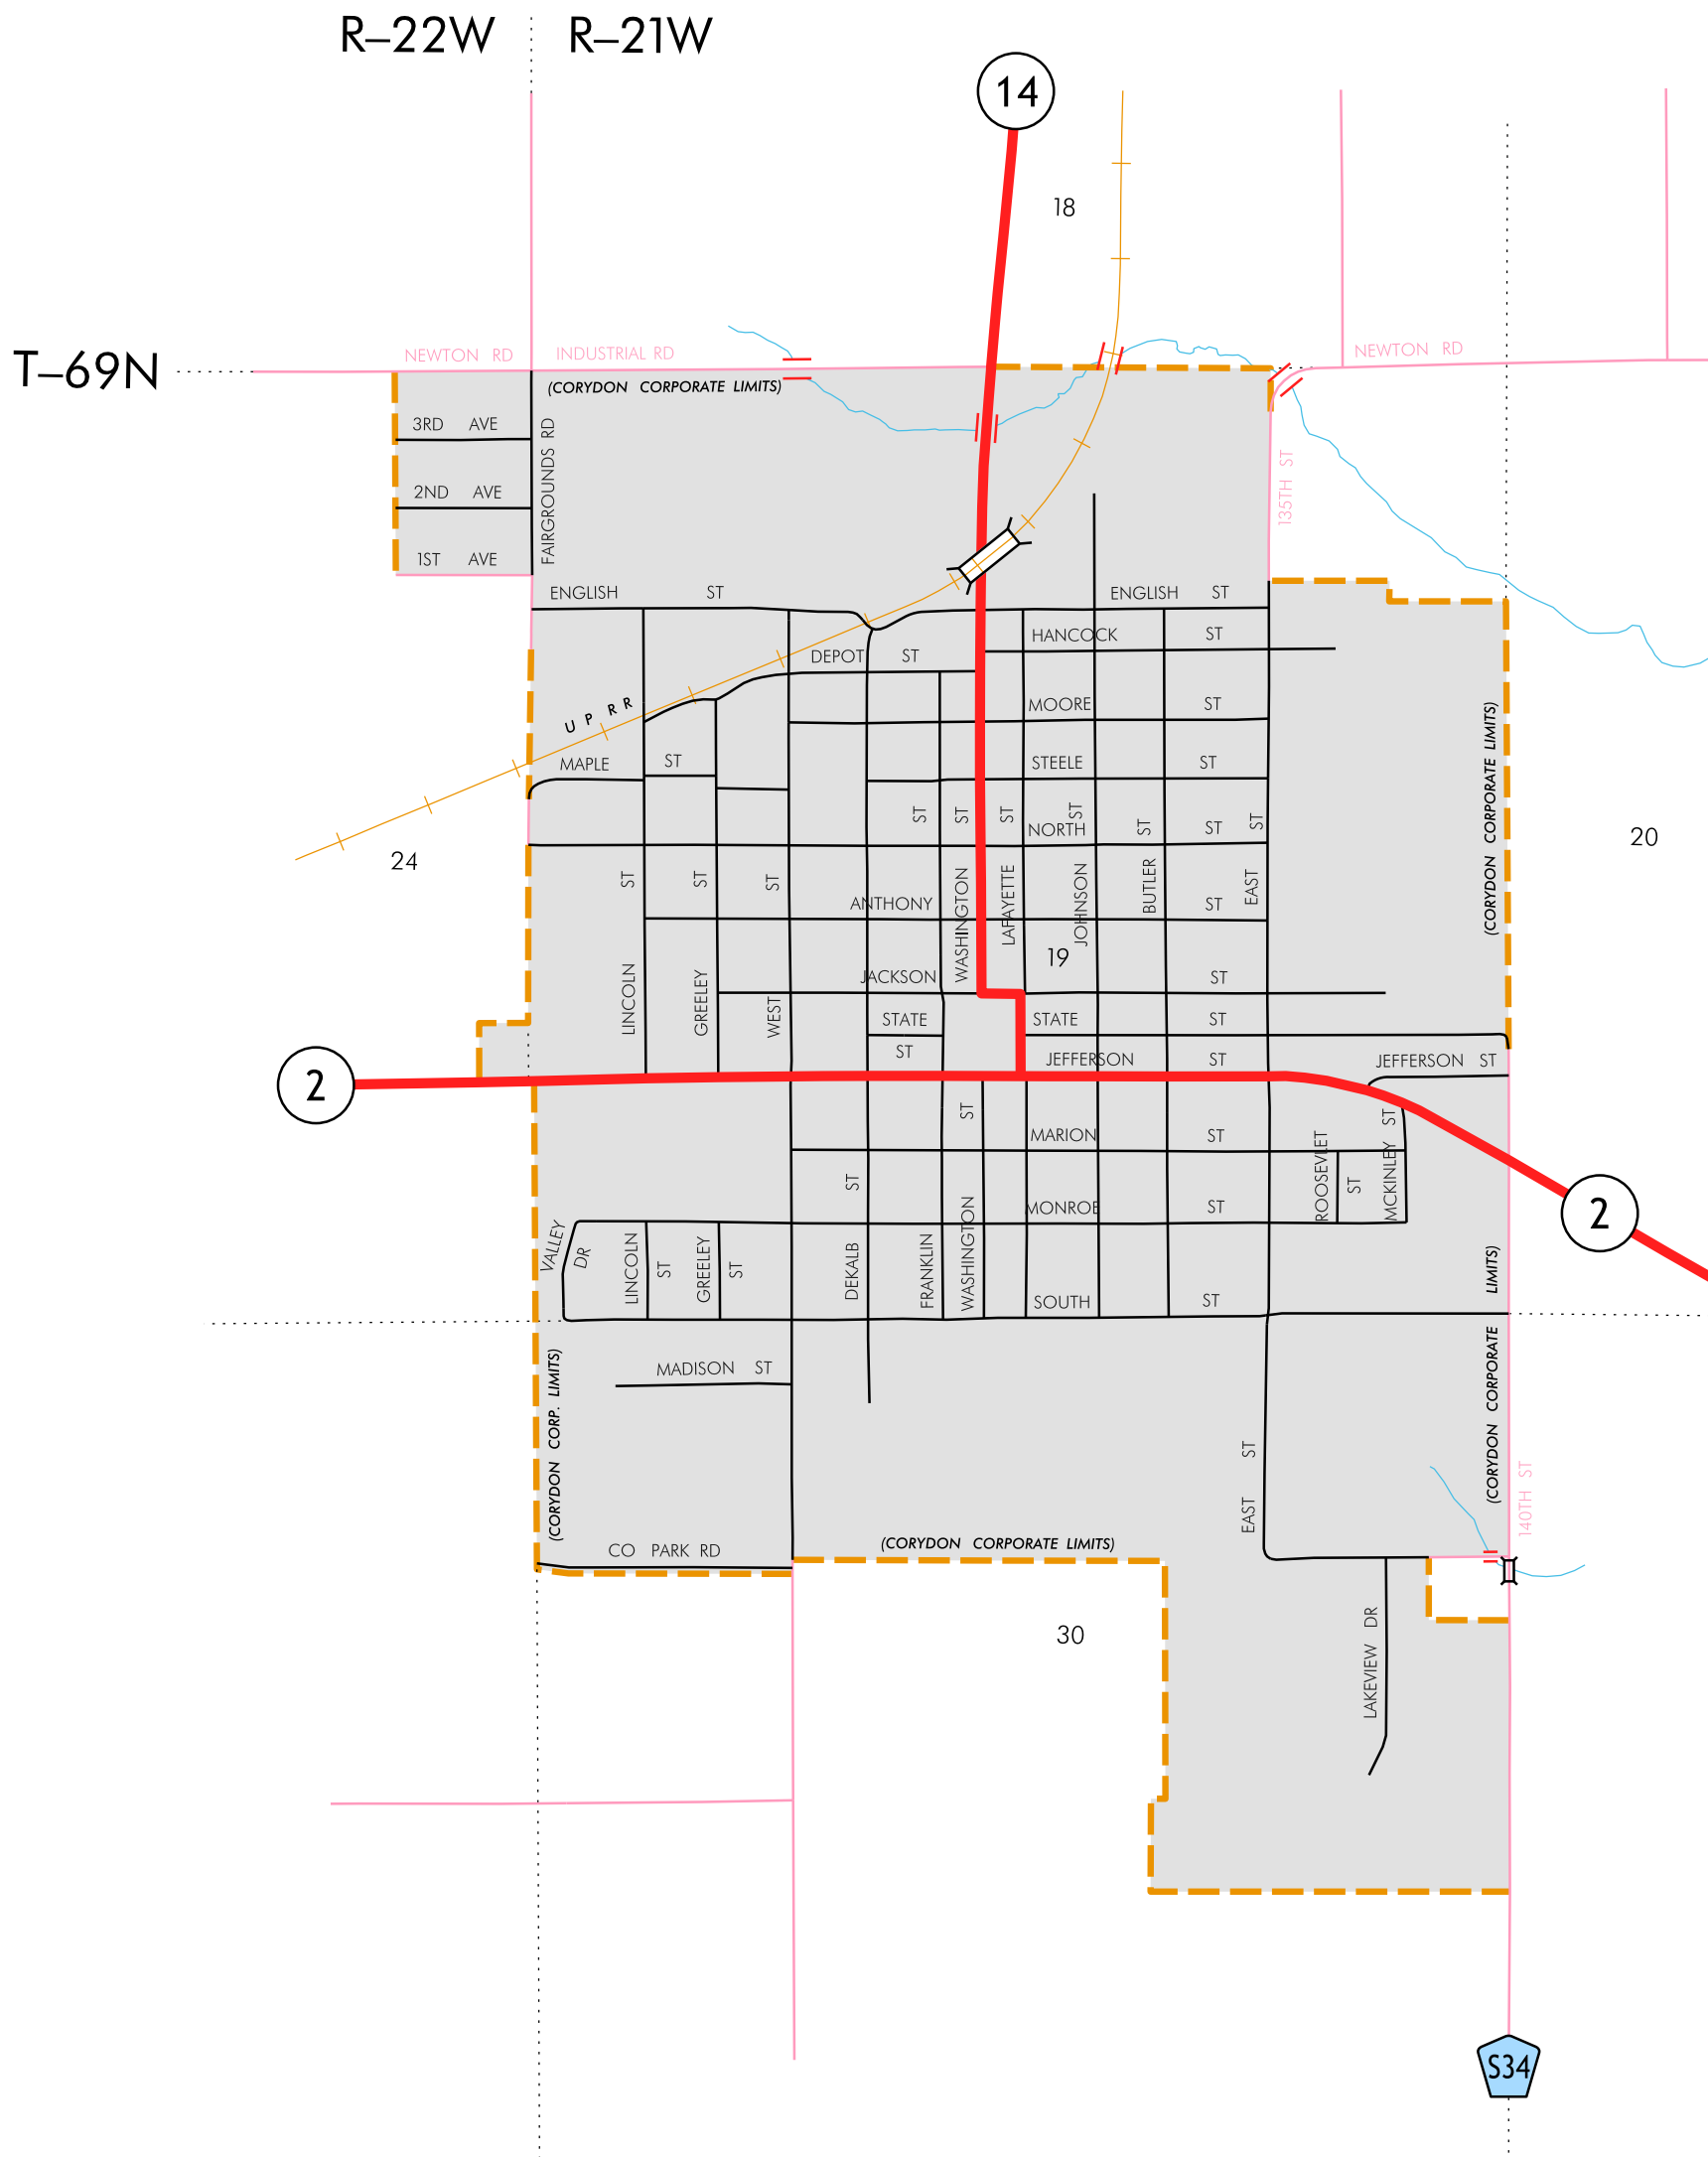 R–22W R–21W
14
18
T–69N
NEWTON RD
INDUSTRIAL RD
NEWTON RD
(CORYDON CORPORATE LIMITS)
3RD AVE
2ND AVE
1ST AVE
FAIRGROUNDS RD
135TH ST
ENGLISH ST
ENGLISH ST
HANCOCK ST
DEPOT ST
U P R R
MOORE ST
MAPLE ST
STEELE ST
NORTH ST
24
20
(CORYDON CORPORATE LIMITS)
LINCOLN ST
GREELEY ST
WEST ST
ST
WASHINGTON ST
LAFAYETTE ST
JOHNSON ST
BUTLER ST
EAST ST
ANTHONY ST
19
JACKSON ST
STATE ST
STATE ST
JEFFERSON ST
JEFFERSON ST
2
MARION ST
MONROE ST
ROOSEVLET ST
MCKINLEY ST
2
VALLEY DR
LINCOLN ST
GREELEY ST
DEKALB ST
FRANKLIN
WASHINGTON ST
SOUTH ST
MADISON ST
(CORYDON CORP. LIMITS)
(CORYDON CORPORATE LIMITS)
EAST ST
140TH ST
CO PARK RD
(CORYDON CORPORATE LIMITS)
30
LAKEVIEW DR
S34